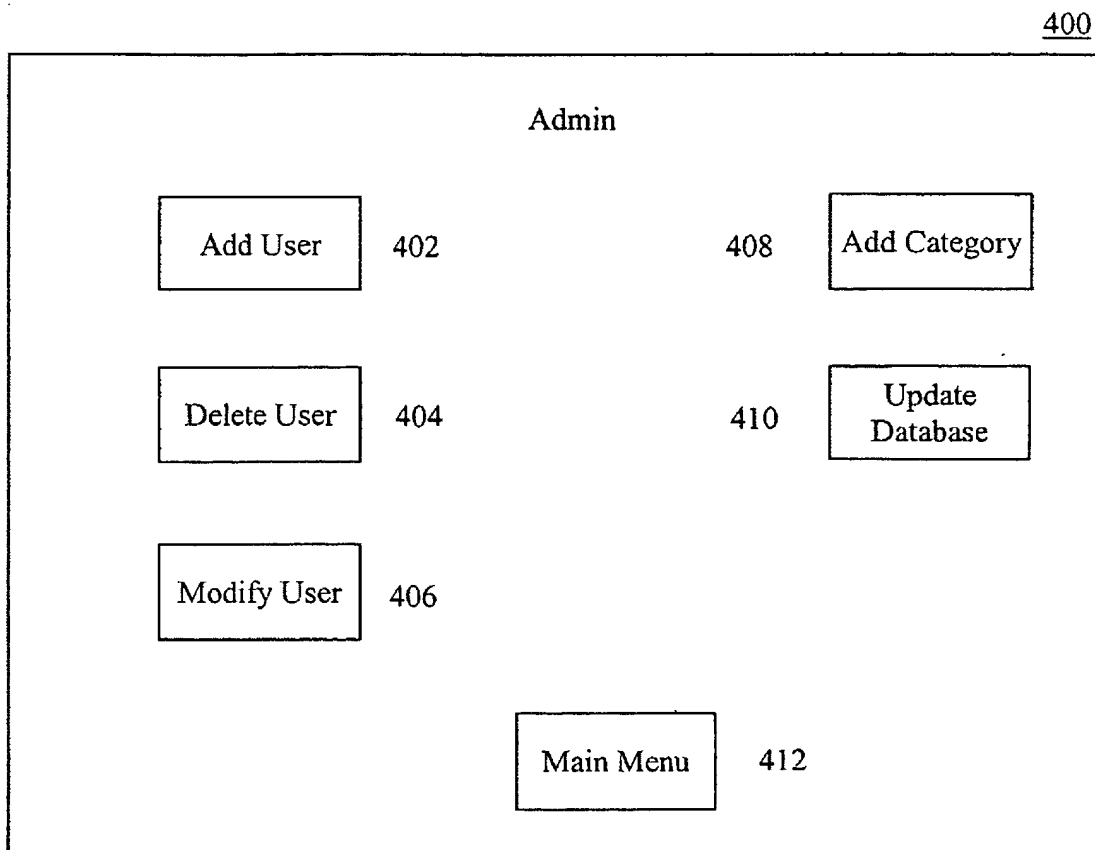 400
Admin
Add User 402
408 Add Category
Delete User 404
410 Update
Database
Modify User 406
Main Menu 412